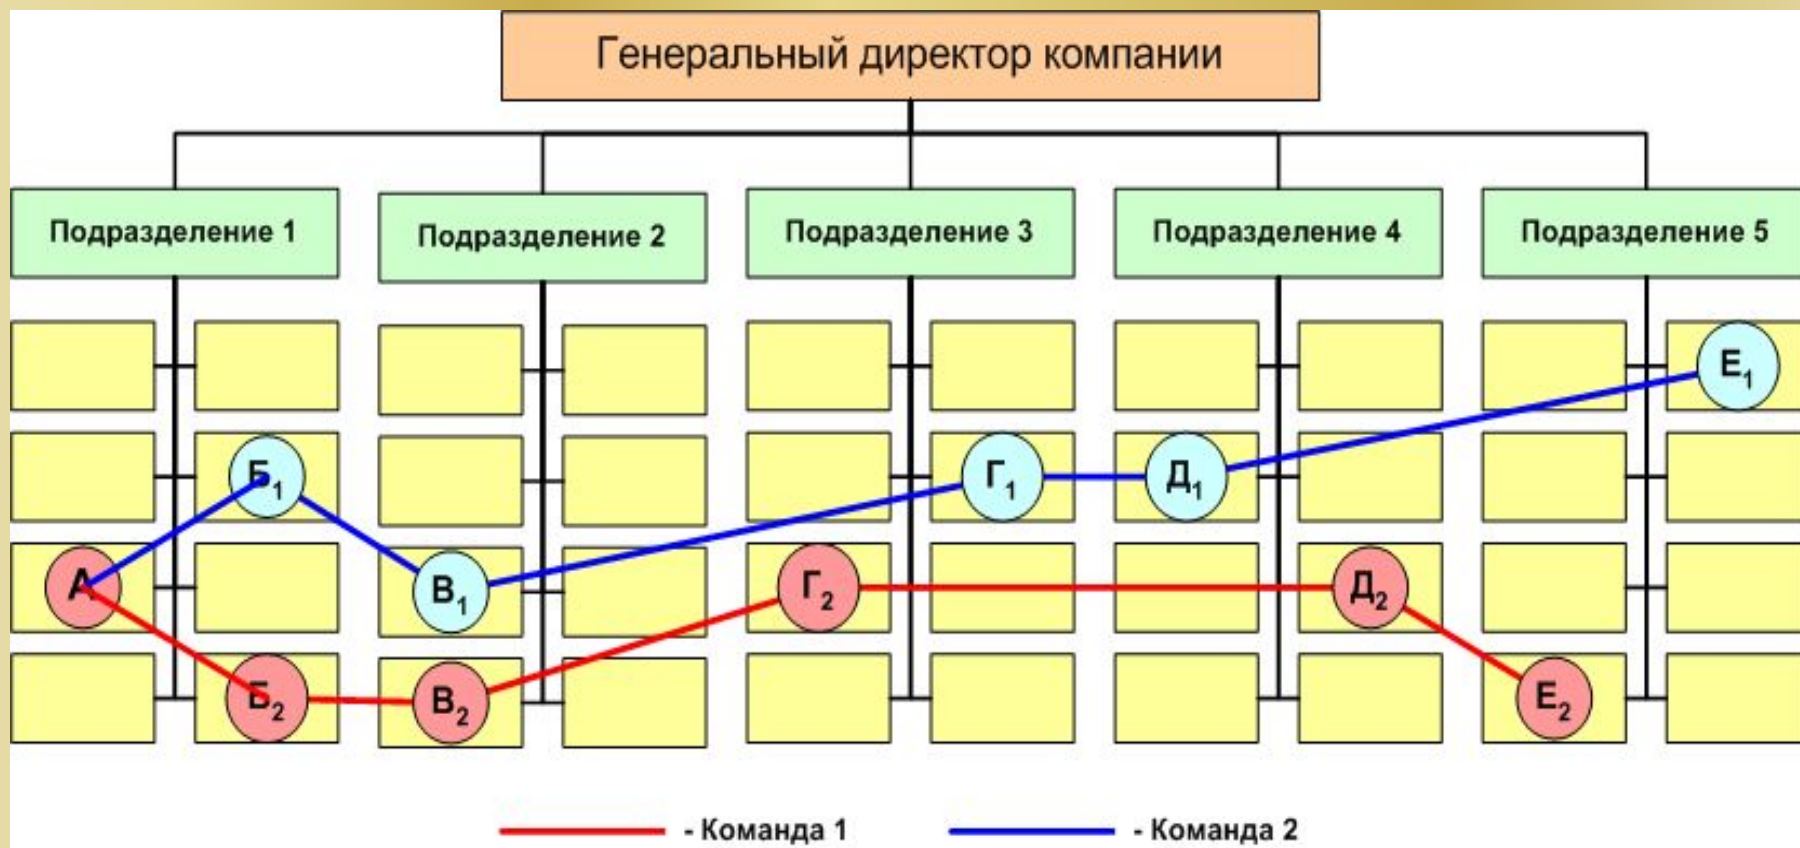 Генеральный директор компании
Подразделение 1
Подразделение 2
Подразделение 3
Подразделение 4
Подразделение 5
Е1
Б1
Г1
Д1
А
В1
Г2
Д2
Б2
В2
Е2
- Команда 1
- Команда 2